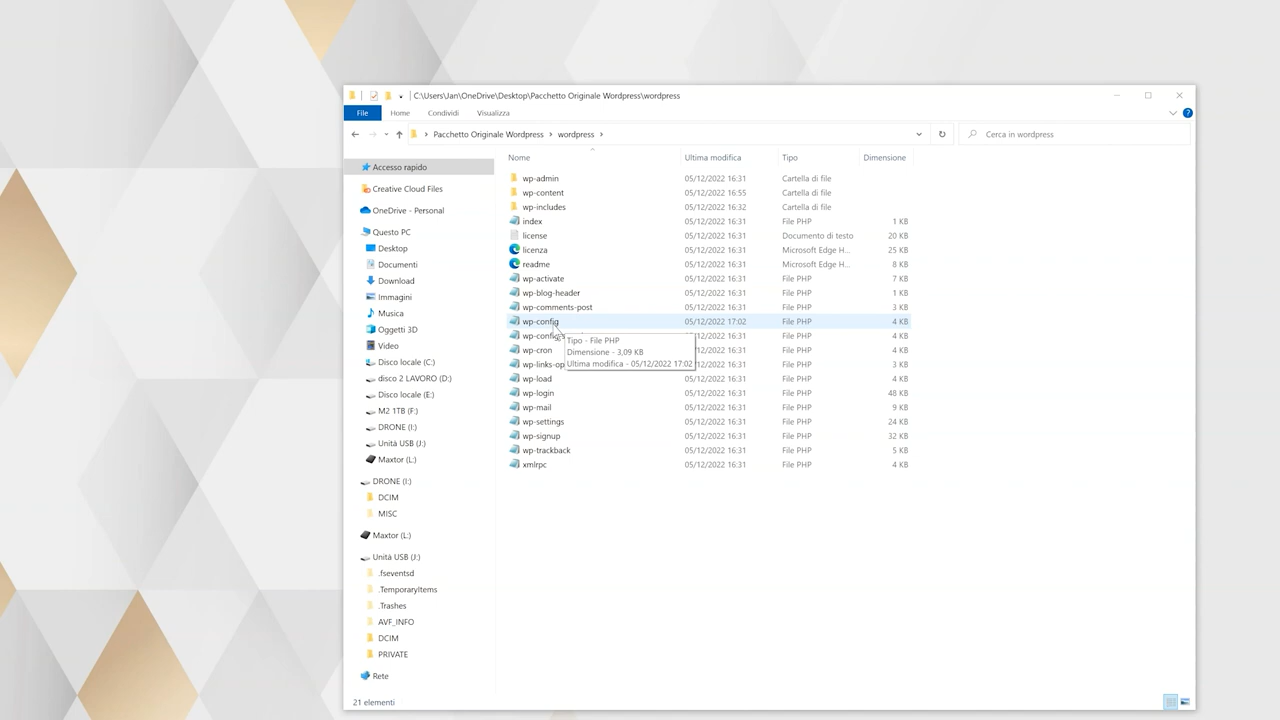 C:\Users\Jan\OneDrive\Desktop\Pacchetto Originale Wordpress\wordpress
File Home Condividi Visualizza
Pacchetto Originale Wordpress wordpress
Cerca in wordpress
Nome Ultima modifica Tipo Dimensione
Accesso rapido
Creative Cloud Files
OneDrive - Personal
Questo PC
Desktop
Documenti
Download
Immagini
Musica
Oggetti 3D
Video
Disco locale (C:)
disco 2 LAVORO (D:)
Disco locale (E:)
M2 1TB (F:)
DRONE (I:)
Unità USB (J:)
Maxtor (L:)
DRONE (I:)
DCIM
MISC
Maxtor (L:)
Unità USB (J:)
.fseventsd
.TemporaryItems
.Trashes
AVF_INFO
DCIM
PRIVATE
Rete
wp-admin 05/12/2022 16:31 Cartella di file
wp-content 05/12/2022 16:55 Cartella di file
wp-includes 05/12/2022 16:32 Cartella di file
index 05/12/2022 16:31 File PHP 1 KB
license 05/12/2022 16:31 Documento di testo 20 KB
licenza 05/12/2022 16:31 Microsoft Edge H... 25 KB
readme 05/12/2022 16:31 Microsoft Edge H... 8 KB
wp-activate 05/12/2022 16:31 File PHP 7 KB
wp-blog-header 05/12/2022 16:31 File PHP 1 KB
wp-comments-post 05/12/2022 16:31 File PHP 3 KB
wp-config 05/12/2022 17:02 File PHP 4 KB
16:31 File PHP 4 KB
wp-cron File PHP 6 KB
wp-links-op File PHP 3 KB
Tipo - File PHP
Dimensione - 3,09 KB
Ultima modifica - 05/12/2022 17:02
wp-load 05/12/2022 16:31 File PHP 4 KB
wp-login 05/12/2022 16:31 File PHP 48 KB
wp-mail 05/12/2022 16:31 File PHP 9 KB
wp-settings 05/12/2022 16:31 File PHP 24 KB
wp-signup 05/12/2022 16:31 File PHP 32 KB
wp-trackback 05/12/2022 16:31 File PHP 5 KB
xmlrpc 05/12/2022 16:31 File PHP 4 KB
21 elementi